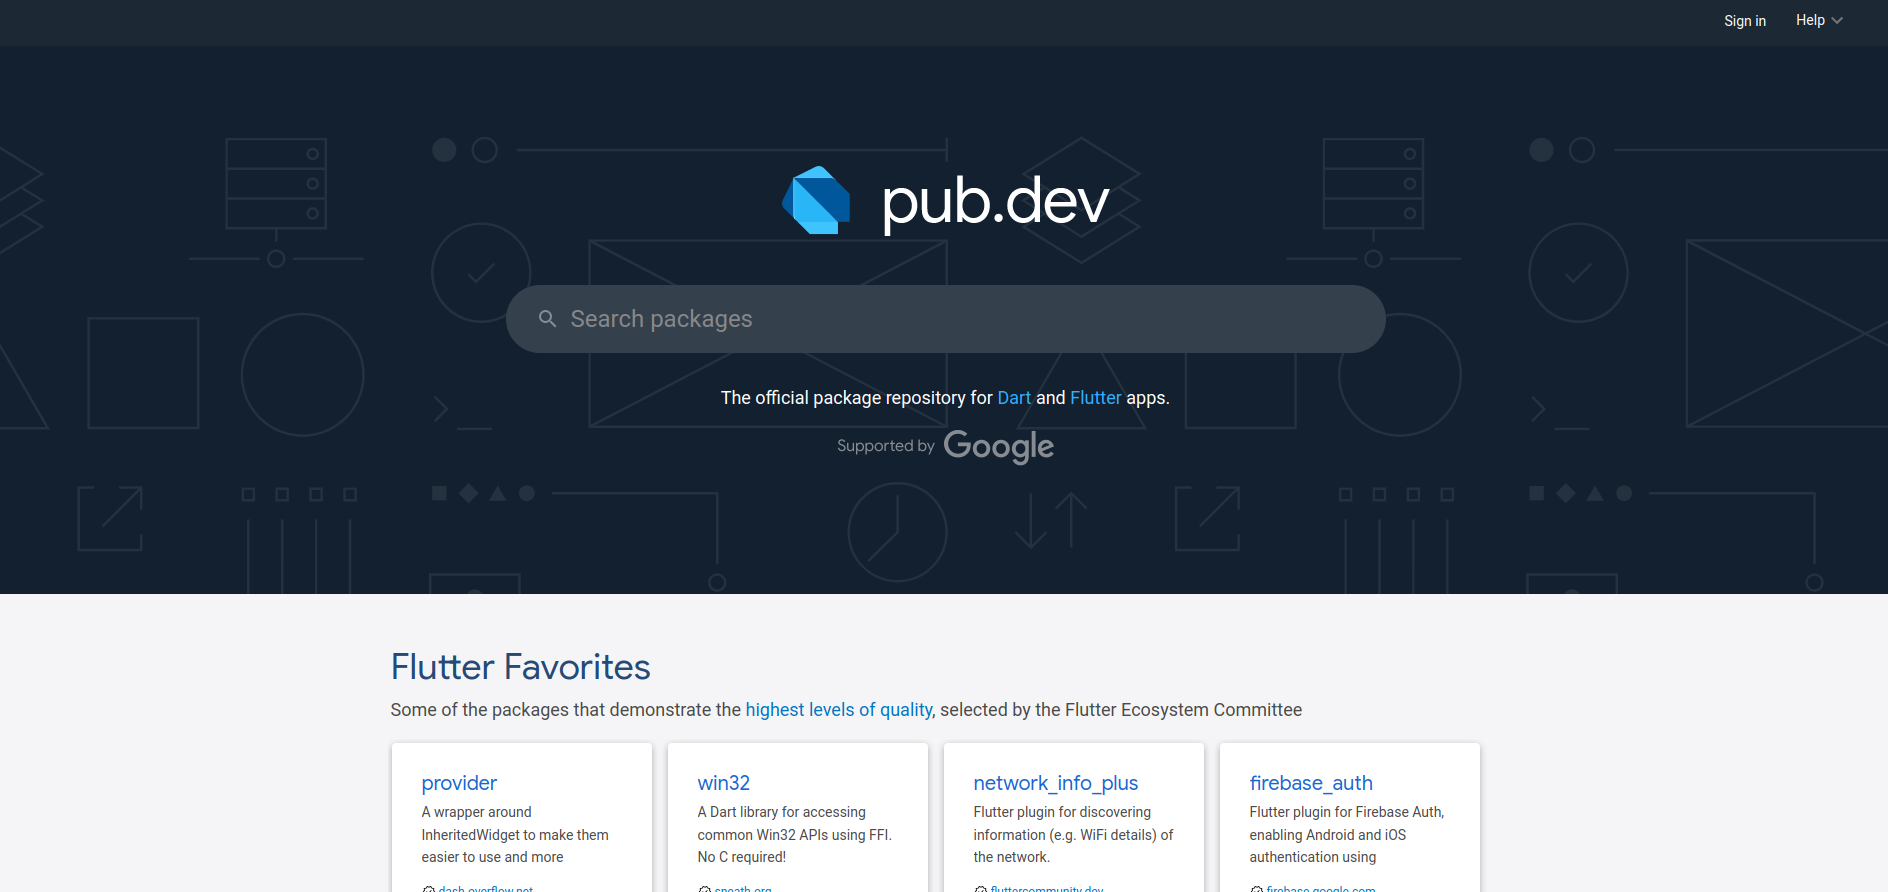 Sign in
Help
pub.dev
Search packages
The official package repository for Dart and Flutter apps.
Supported by Google
Flutter Favorites
Some of the packages that demonstrate the highest levels of quality, selected by the Flutter Ecosystem Committee
provider
A wrapper around
InheritedWidget to make them
easier to use and more
dash-overflow.net
win32
A Dart library for accessing
common Win32 APIs using FFI.
No C required!
sneath.org
network_info_plus
Flutter plugin for discovering
information (e.g. WiFi details) of
the network.
fluttercommunity.dev
firebase_auth
Flutter plugin for Firebase Auth,
enabling Android and iOS
authentication using
firebase.google.com